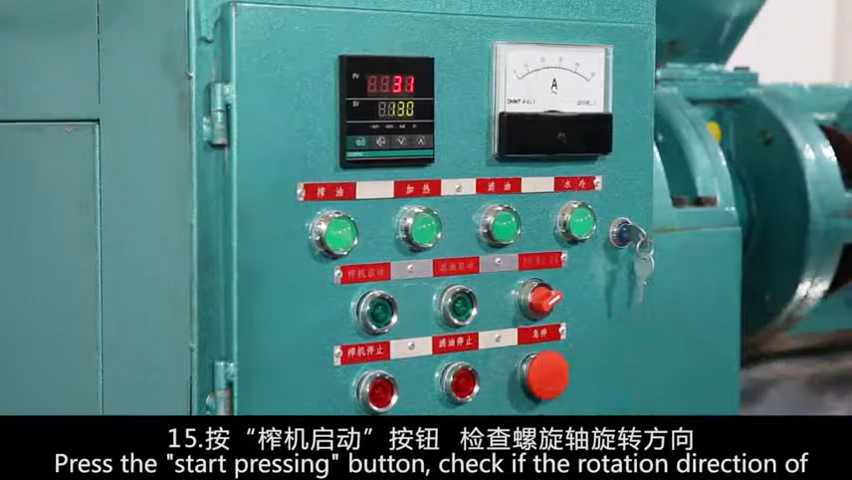 PV
31
SV
30
A
榨油 加热 滤油 水冷
榨机启动 滤油启动
榨机停止 滤油停止 急停
15.按“榨机启动”按钮 检查螺旋轴旋转方向
Press the "start pressing" button, check if the rotation direction of